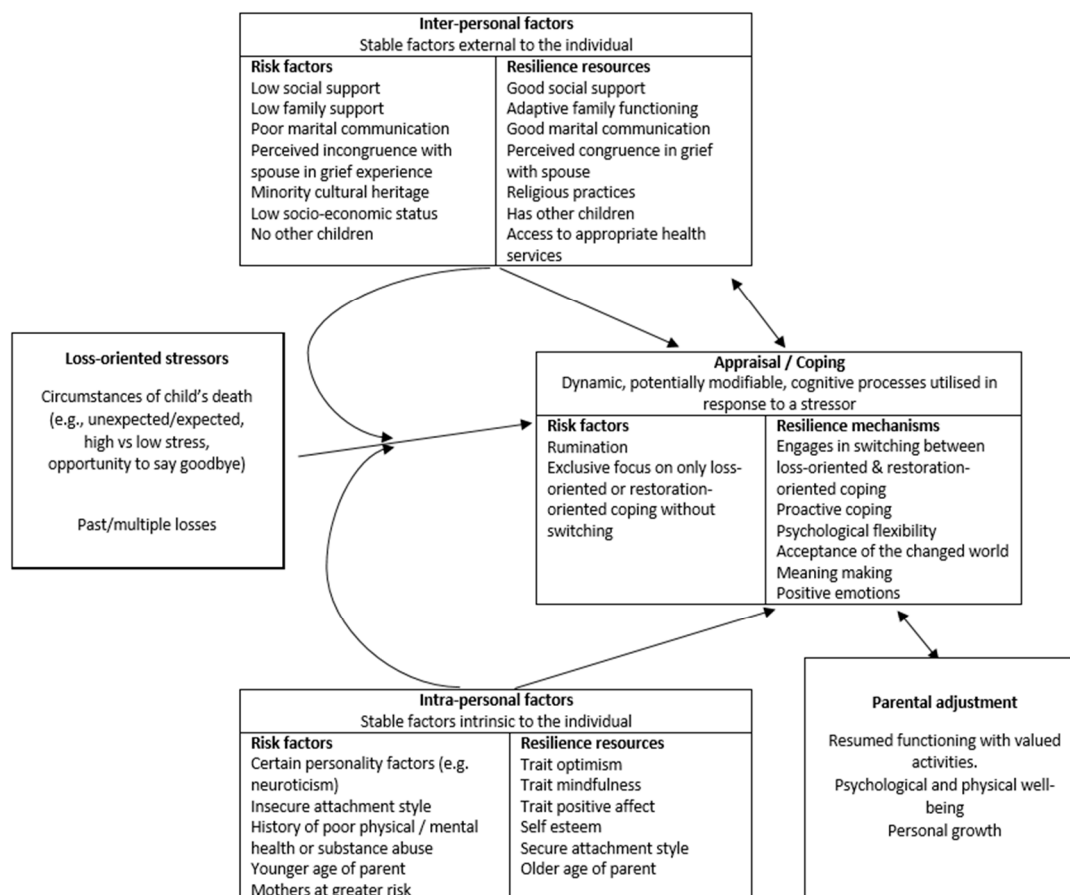 Inter-personal factors
Stable factors external to the individual
Risk factors
Low social support
Low family support
Poor marital communication
Perceived incongruence with
spouse in grief experience
Minority cultural heritage
Low socio-economic status
No other children
Resilience resources
Good social support
Adaptive family functioning
Good marital communication
Perceived congruence in grief
with spouse
Religious practices
Has other children
Access to appropriate health
services
Loss-oriented stressors
Circumstances of child's death
(e.g., unexpected/expected,
high vs low stress,
opportunity to say goodbye)
Past/multiple losses
Appraisal / Coping
Dynamic, potentially modifiable, cognitive processes utilised in
response to a stressor
Risk factors
Rumination
Exclusive focus on only loss-
oriented or restoration-
oriented coping without
switching
Resilience mechanisms
Engages in switching between
loss-oriented & restoration-
oriented coping
Proactive coping
Psychological flexibility
Acceptance of the changed world
Meaning making
Positive emotions
Intra-personal factors
Stable factors intrinsic to the individual
Risk factors
Certain personality factors (e.g.
neuroticism)
Insecure attachment style
History of poor physical / mental
health or substance abuse
Younger age of parent
Mothers at greater risk
Resilience resources
Trait optimism
Trait mindfulness
Trait positive affect
Self esteem
Secure attachment style
Older age of parent
Parental adjustment
Resumed functioning with valued
activities.
Psychological and physical well-
being
Personal growth